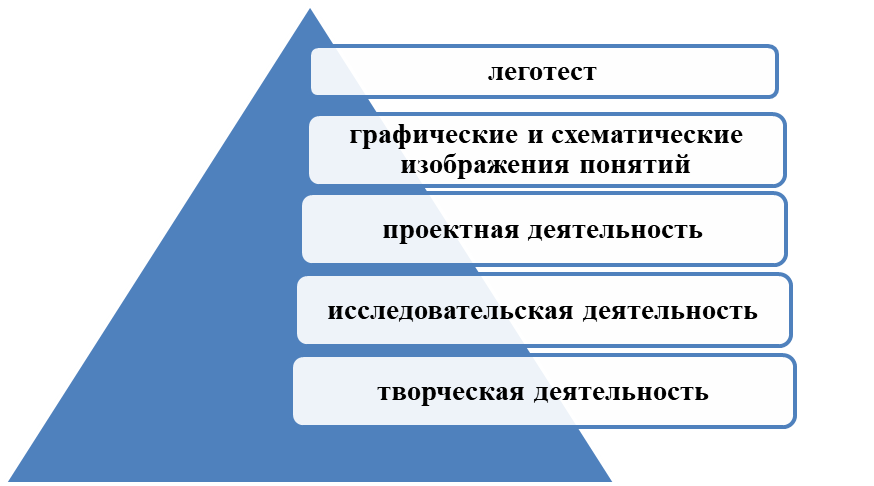 леготест
графические и схематические
изображения понятий
проектная деятельность
исследовательская деятельность
творческая деятельность